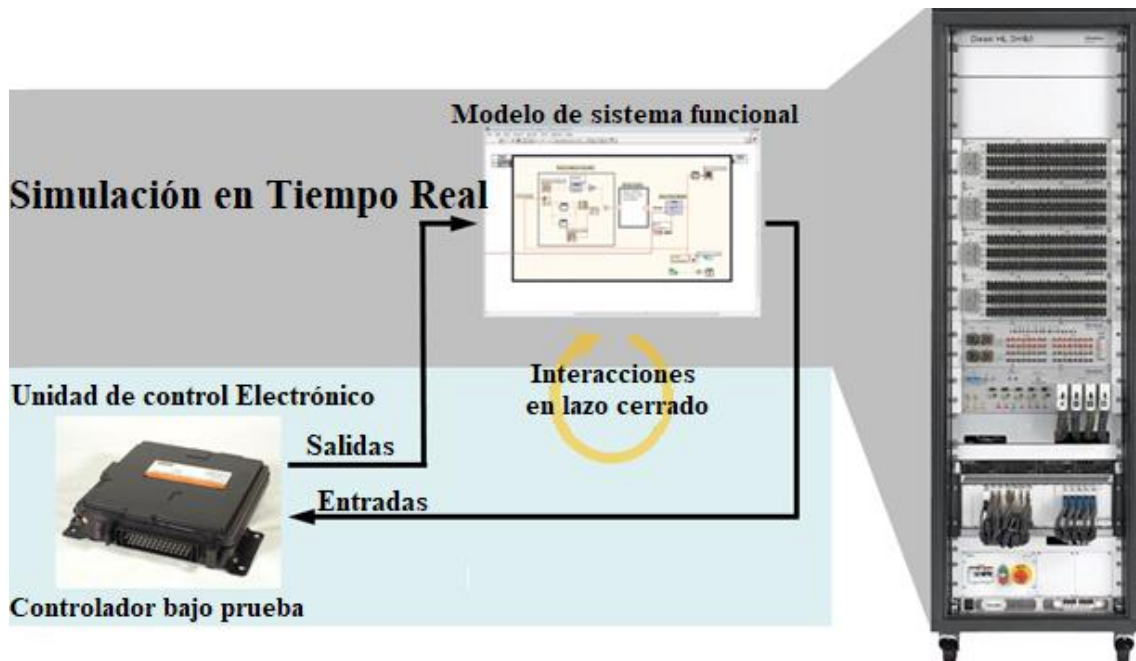 Modelo de sistema funcional
Simulación en Tiempo Real
Interacciones
en lazo cerrado
Unidad de control Electrónico
Salidas
Entradas
Controlador bajo prueba